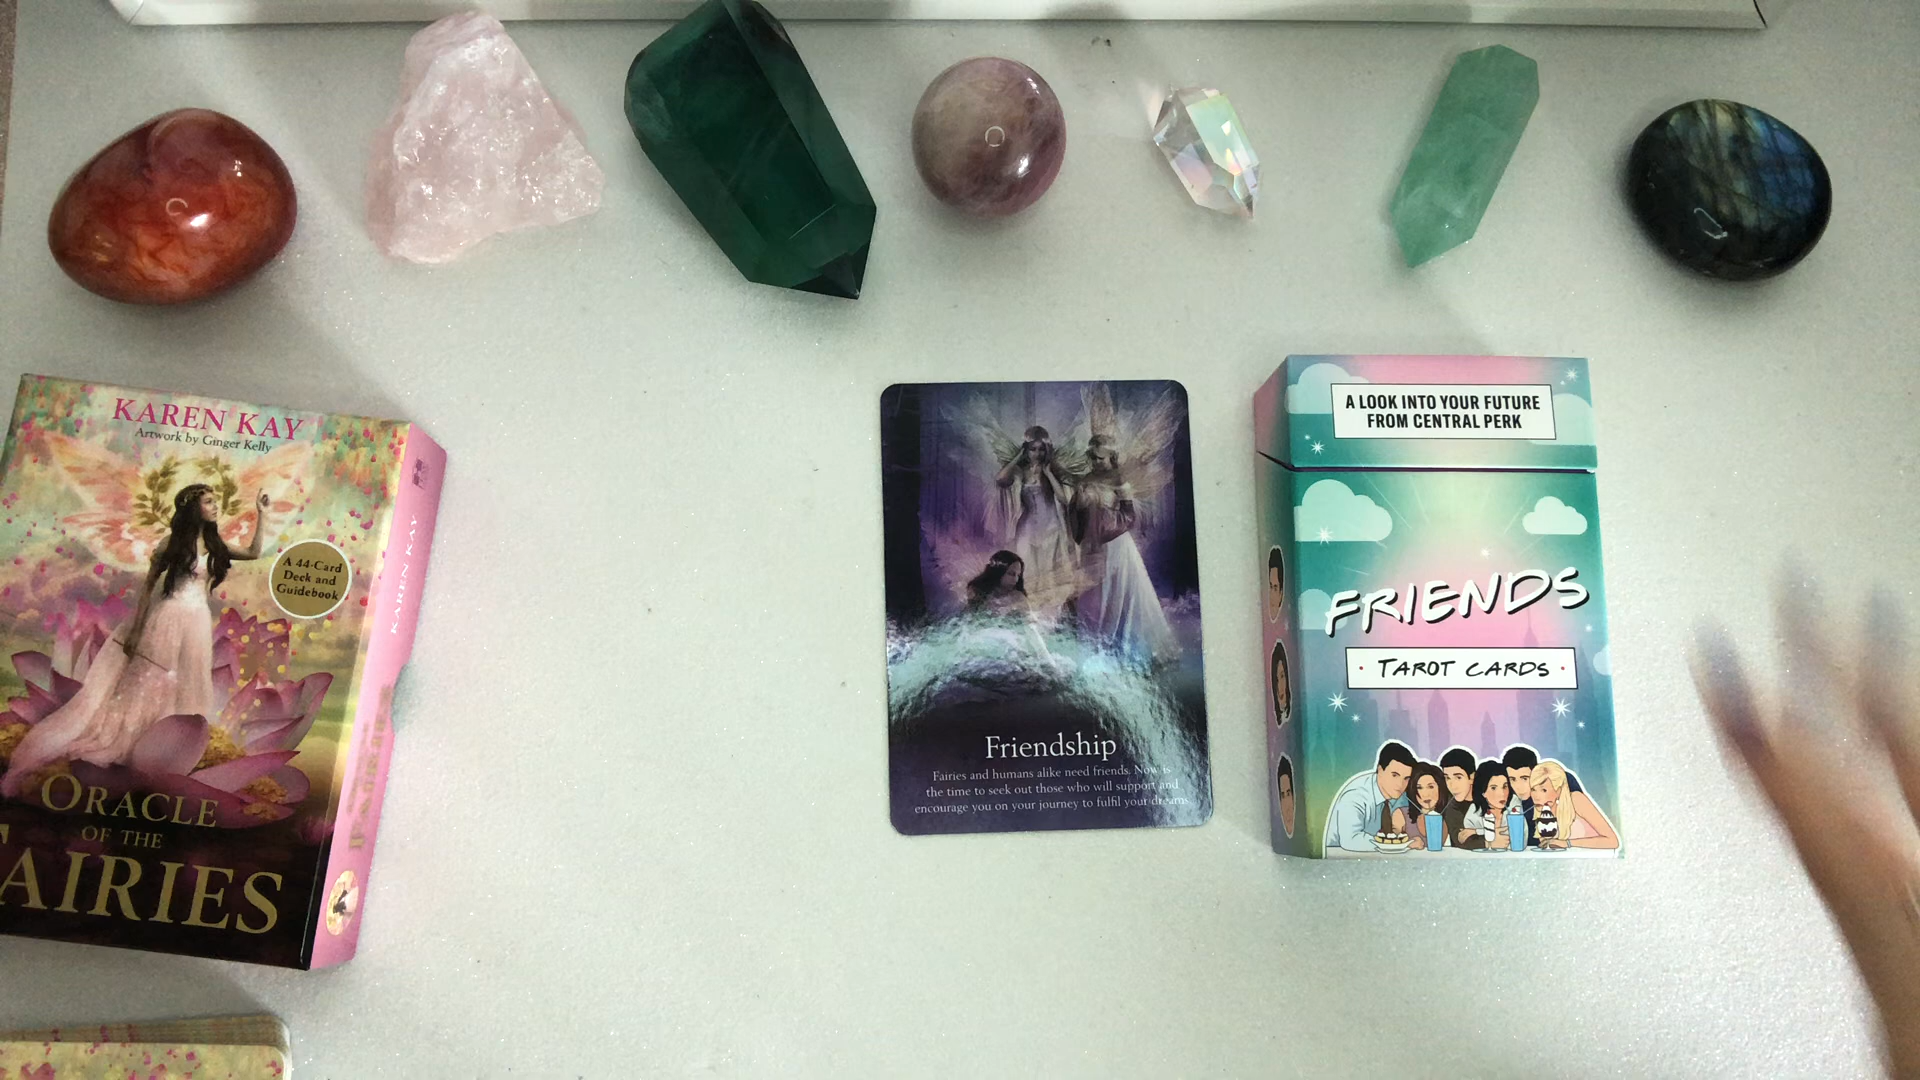 KAREN KAY
Artwork by Ginger Kelly
A 44-Card
Deck and
Guidebook
ORACLE
OF THE
FAIRIES
KAREN KAY
Friendship
Fairies and humans alike need friends. Now is
the time to seek out those who will support and
encourage you on your journey to fulfil your dreams.
A LOOK INTO YOUR FUTURE
FROM CENTRAL PERK
FRIENDS
· TAROT CARDS ·